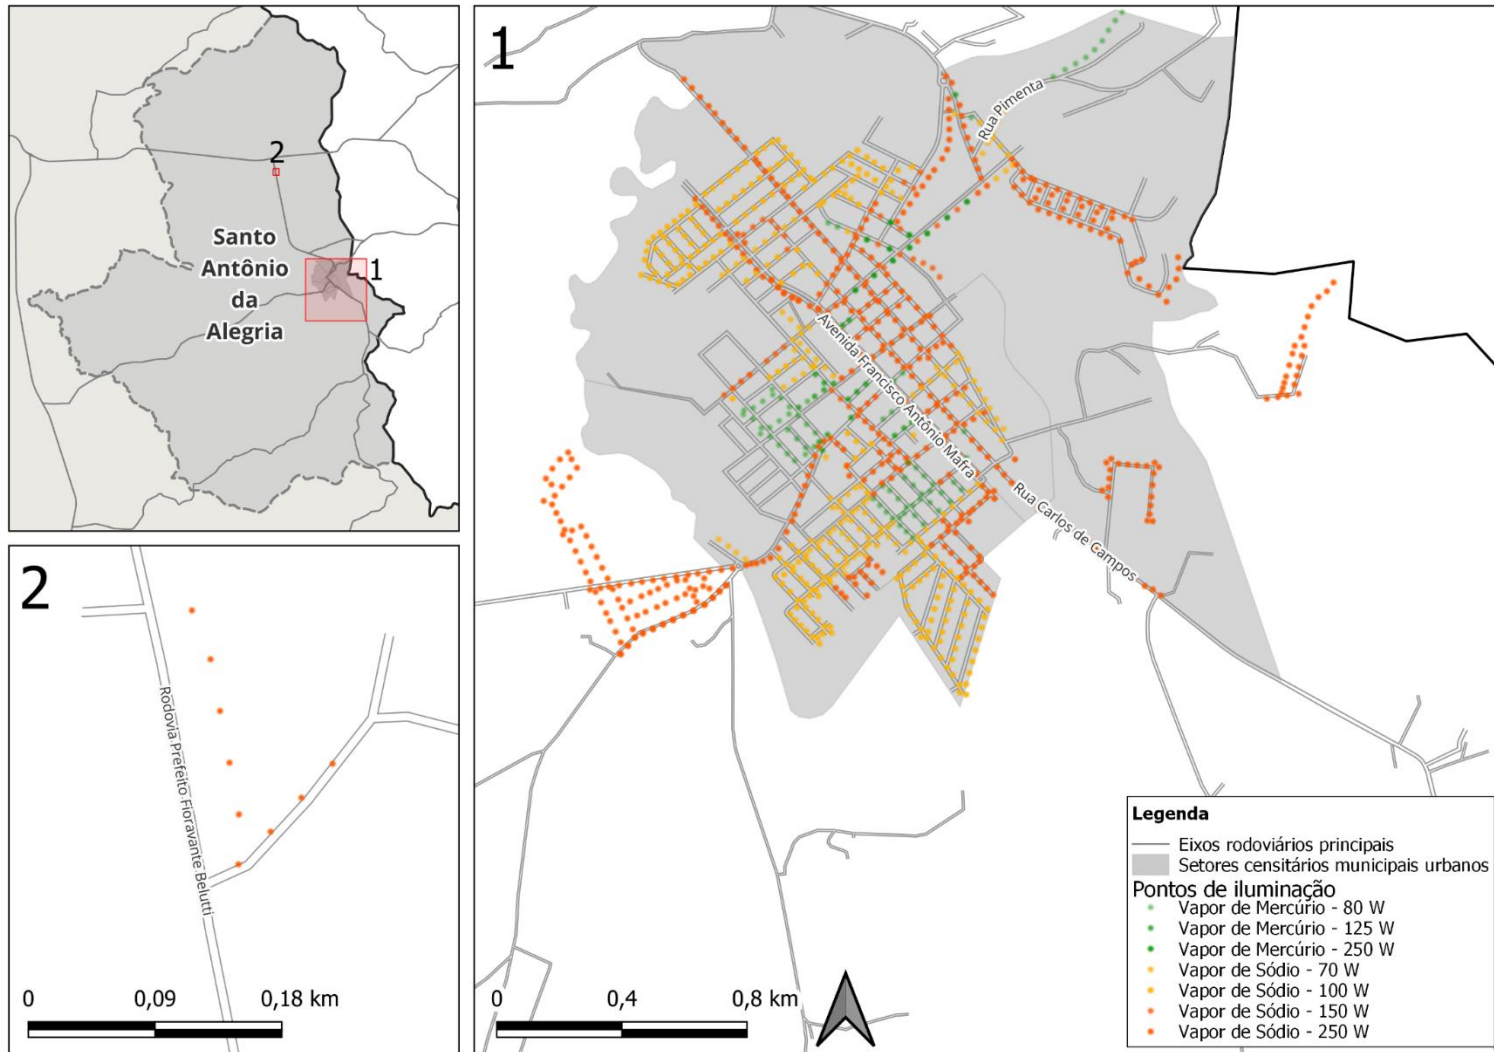 2
Santo
Antônio
da
Alegria
1
2
Rodovia Prefeito Fioravante Belutti
0
0,09
0,18 km
1
Rua Pimenta
Avenida Francisco Antônio Mafra
Rua Carlos de Campos
0
0,4
0,8 km
Legenda
Eixos rodoviários principais
Setores censitários municipais urbanos
Pontos de iluminação
Vapor de Mercúrio - 80 W
Vapor de Mercúrio - 125 W
Vapor de Mercúrio - 250 W
Vapor de Sódio - 70 W
Vapor de Sódio - 100 W
Vapor de Sódio - 150 W
Vapor de Sódio - 250 W